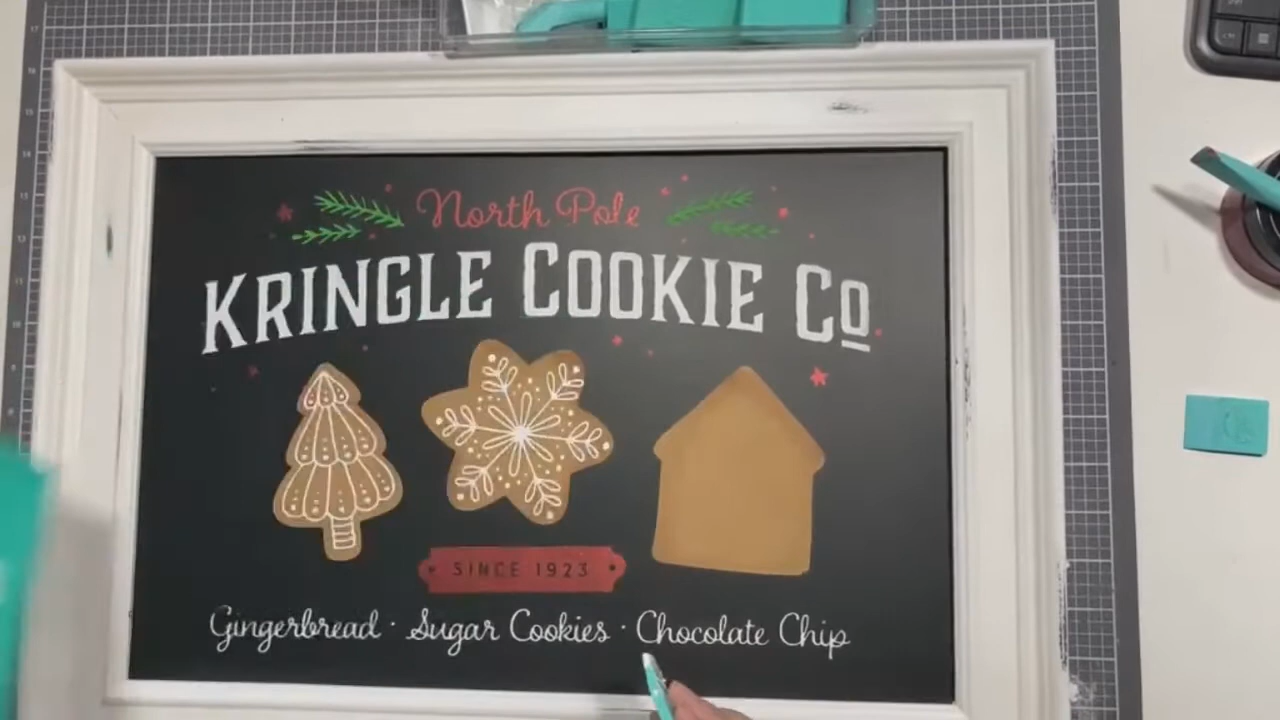 North Pole
KRINGLE COOKIE CO
SINCE 1923
Gingerbread · Sugar Cookies · Chocolate Chip